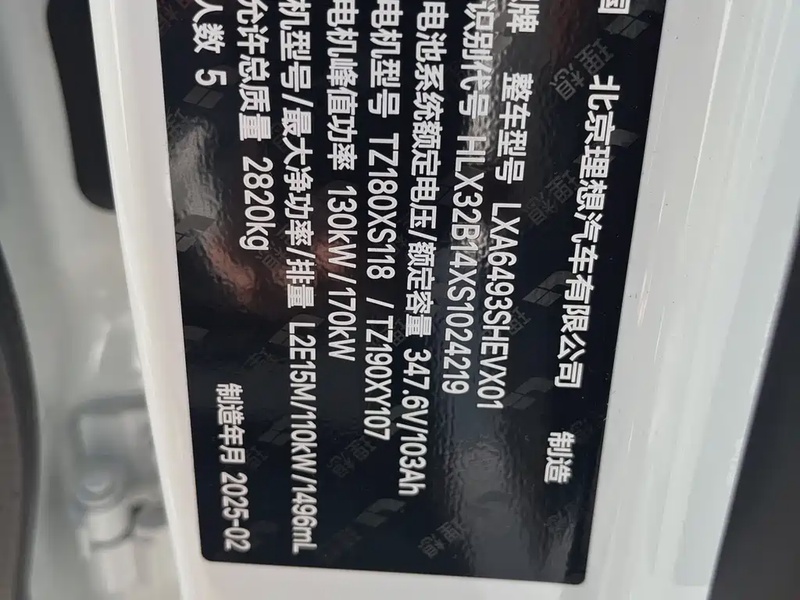 国
北京理想汽车有限公司 制造
牌 整车型号 LXA6493SHEVX01
识别代号 HLX32B14XS1024219
电池系统额定电压/额定容量 347.6V/103Ah
电机型号 TZ180XS118 / TZ190XY107
电机峰值功率 130kW /170kW
机型号/最大净功率/排量 L2E15M/110kW/1496mL
允许总质量 2820kg
人数 5 制造年月 2025-02